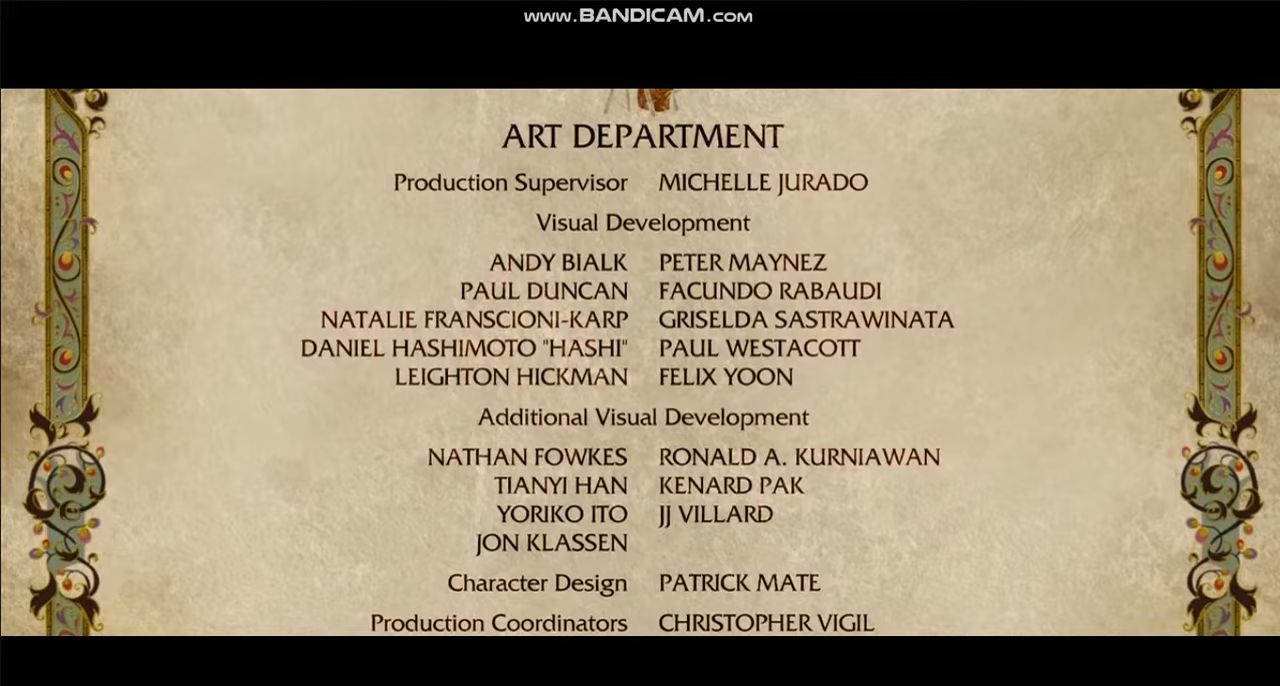 www.BANDICAM.com
ART DEPARTMENT
Production Supervisor MICHELLE JURADO
Visual Development
ANDY BIALK PETER MAYNEZ
PAUL DUNCAN FACUNDO RABAUDI
NATALIE FRANSCIONI-KARP GRISELDA SASTRAWINATA
DANIEL HASHIMOTO "HASHI" PAUL WESTACOTT
LEIGHTON HICKMAN FELIX YOON
Additional Visual Development
NATHAN FOWKES RONALD A. KURNIAWAN
TIANYI HAN KENARD PAK
YORIKO ITO JJ VILLARD
JON KLASSEN
Character Design PATRICK MATE
Production Coordinators CHRISTOPHER VIGIL